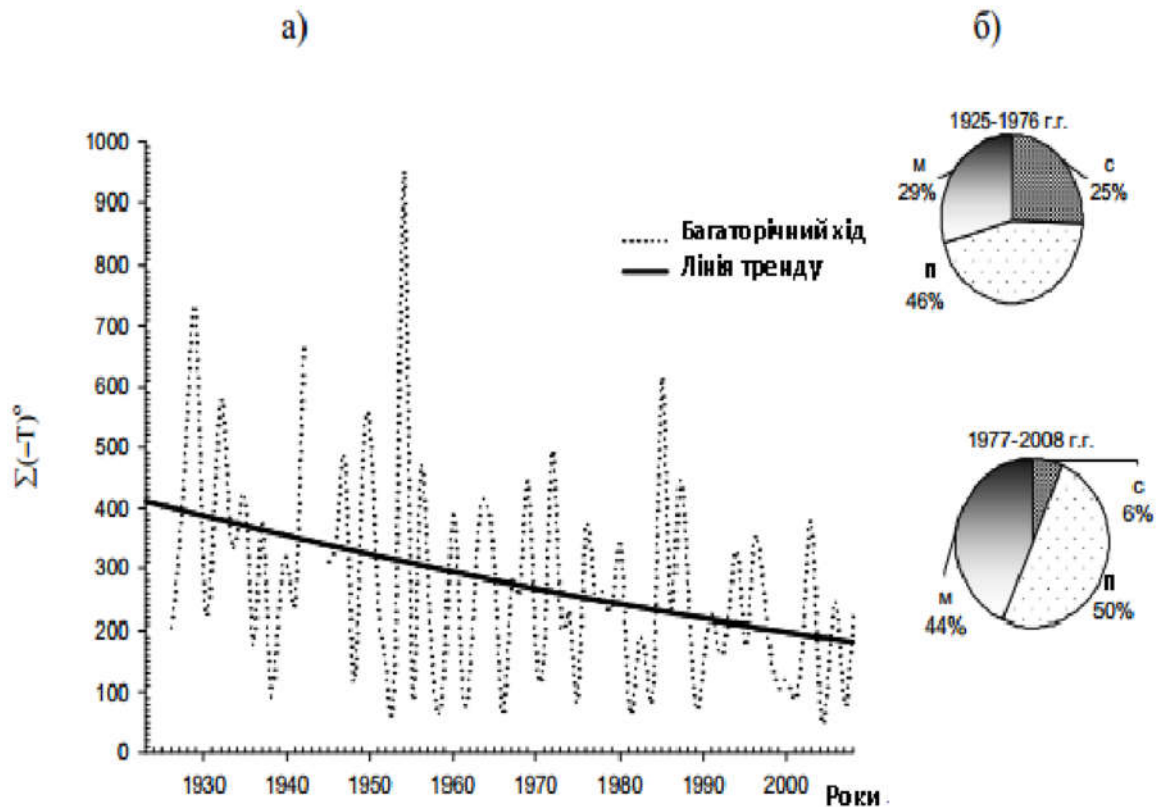 а)
б)
1000
900
800
700
600
500
400
300
200
100
0
Σ(−T)°
1930 1940 1950 1960 1970 1980 1990 2000
Роки
Багаторічний хід
Лінія тренду
1925-1976 г.г.
М
29%
С
25%
П
46%
1977-2008 г.г.
С
6%
П
50%
М
44%